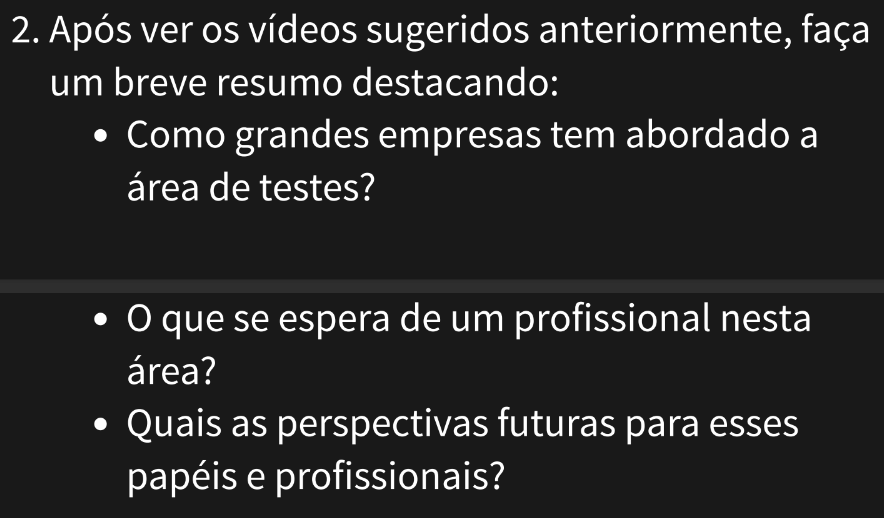 2. Após ver os vídeos sugeridos anteriormente, faça
um breve resumo destacando:
• Como grandes empresas tem abordado a
área de testes?
• O que se espera de um profissional nesta
área?
• Quais as perspectivas futuras para esses
papéis e profissionais?